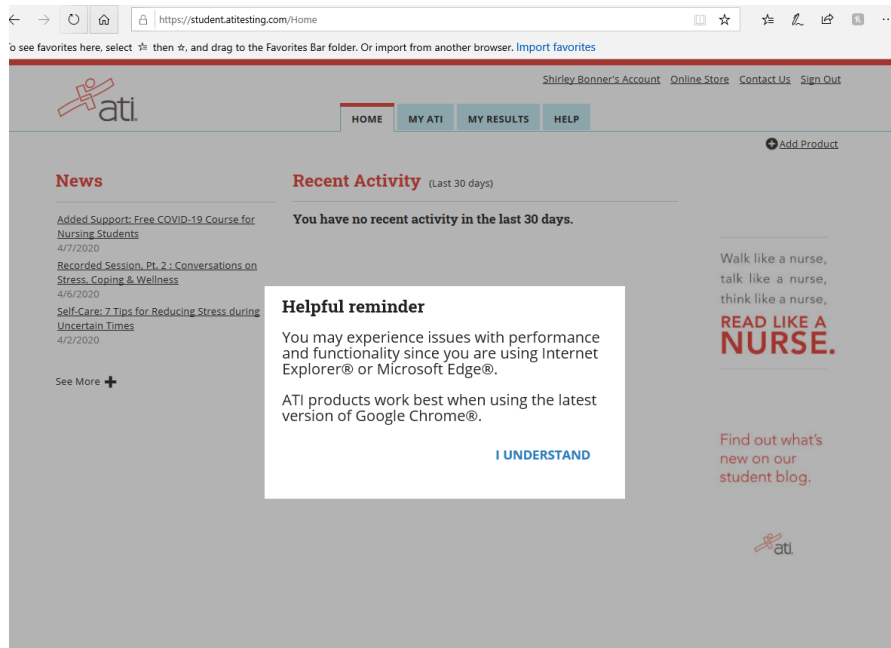 https://student.atitesting.com/Home
o see favorites here, select then ☆, and drag to the Favorites Bar folder. Or import from another browser. Import favorites
Shirley Bonner's Account Online Store Contact Us Sign Out
ati.
HOME MY ATI MY RESULTS HELP
Add Product
News
Recent Activity (Last 30 days)
Added Support: Free COVID-19 Course for
Nursing Students
4/7/2020
Recorded Session, Pt. 2 : Conversations on
Stress, Coping & Wellness
4/6/2020
Self-Care: 7 Tips for Reducing Stress during
Uncertain Times
4/2/2020
See More
You have no recent activity in the last 30 days.
Helpful reminder
You may experience issues with performance
and functionality since you are using Internet
Explorer® or Microsoft Edge®.
ATI products work best when using the latest
version of Google Chrome®.
I UNDERSTAND
Walk like a nurse,
talk like a nurse,
think like a nurse,
READ LIKE A
NURSE.
Find out what's
new on our
student blog.
ati.